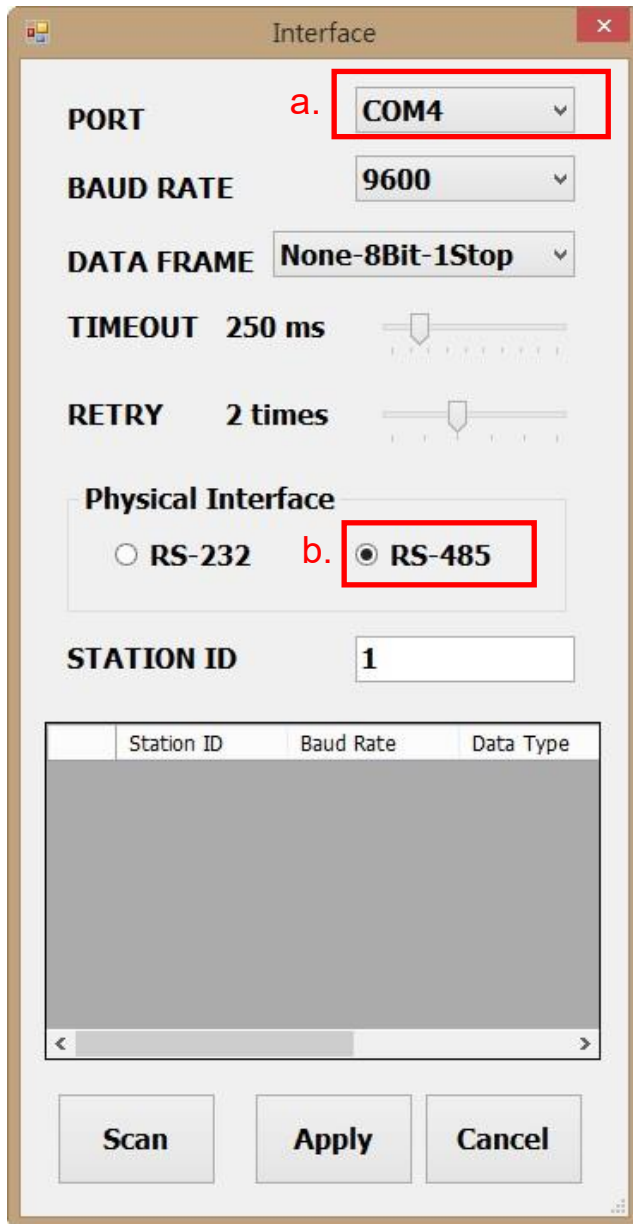 Interface
PORT a. COM4
BAUD RATE 9600
DATA FRAME None-8Bit-1Stop
TIMEOUT 250 ms
RETRY 2 times
Physical Interface
RS-232 b. RS-485
STATION ID 1
Station ID Baud Rate Data Type
Scan Apply Cancel